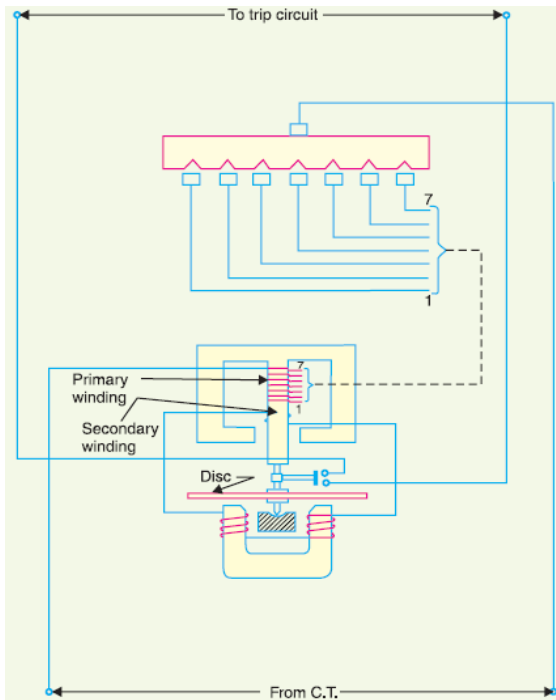 To trip circuit
7
1
7
Primary
winding
1
Secondary
winding
Disc
From C.T.